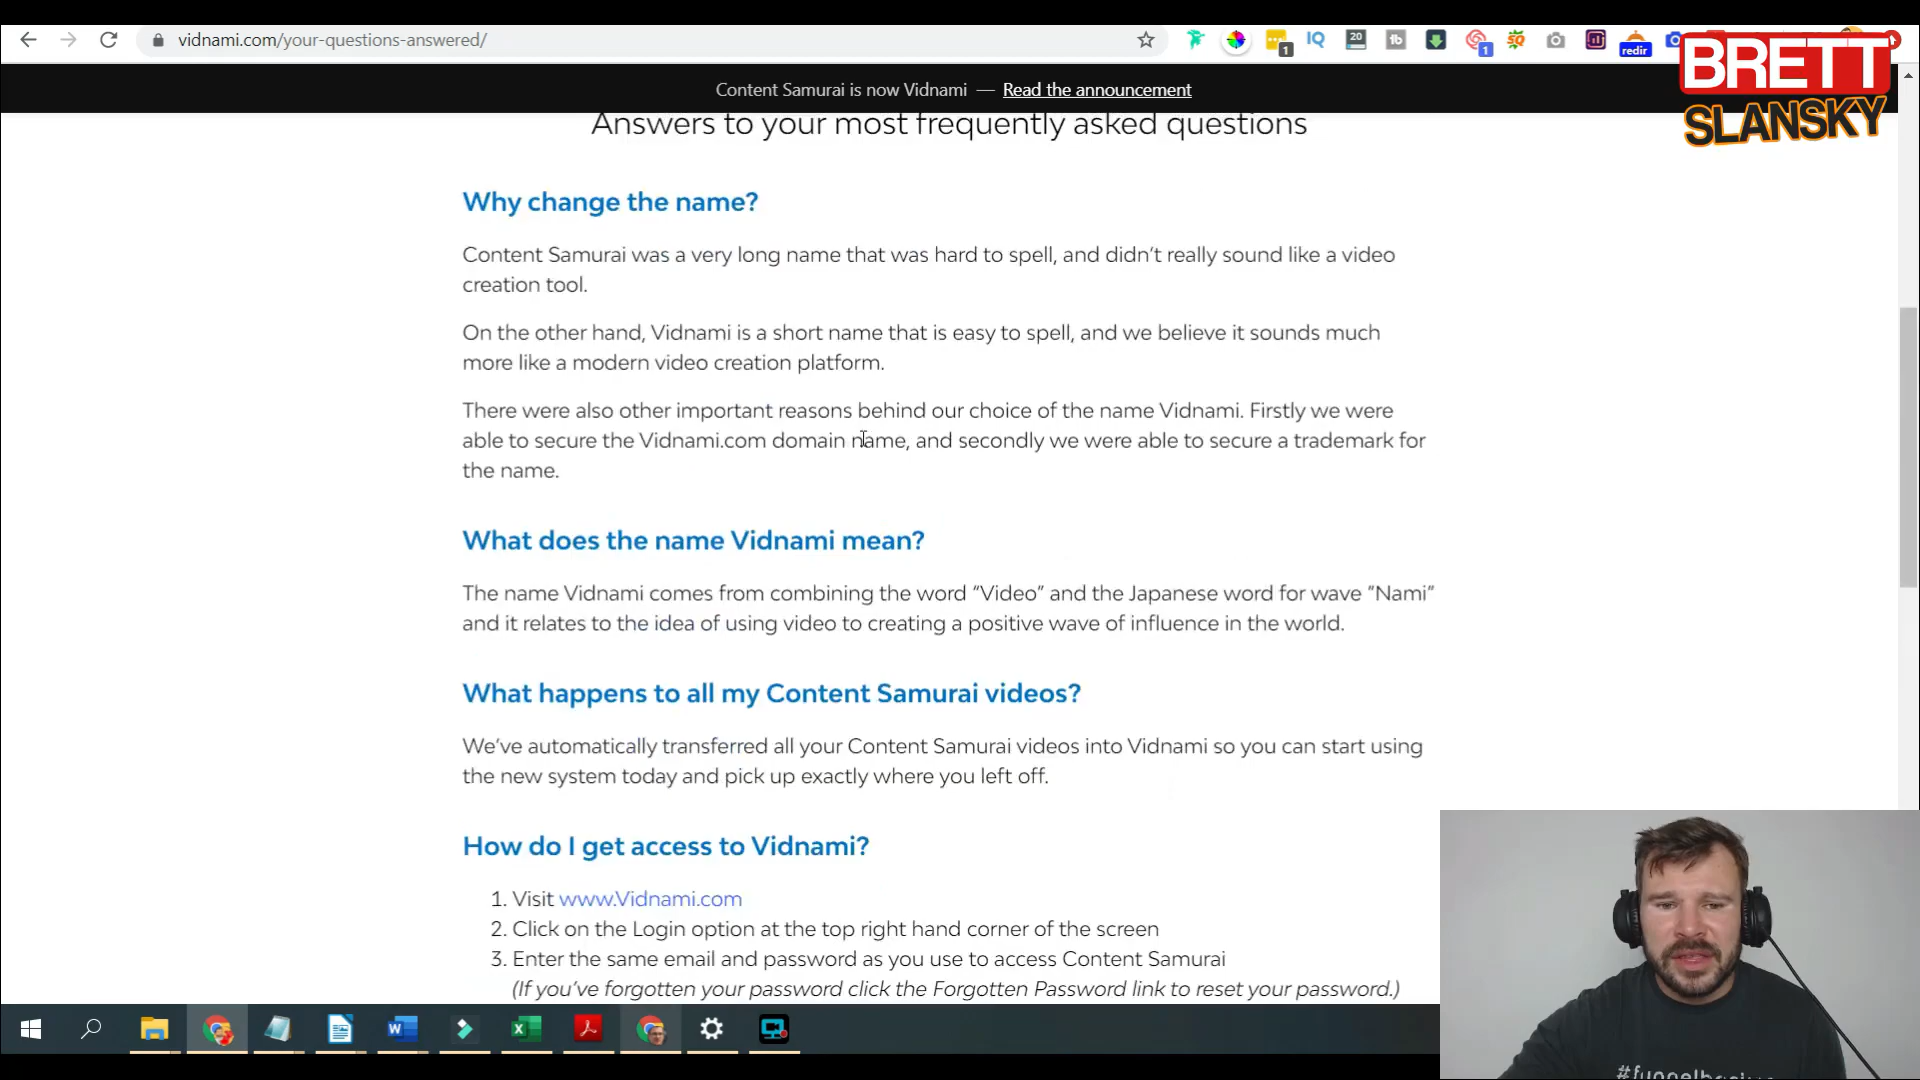 vidnami.com/your-questions-answered/
1
IQ
20
tb
1
redir
BRETT
SLANSKY
Content Samurai is now Vidnami — Read the announcement
Answers to your most frequently asked questions
Why change the name?
Content Samurai was a very long name that was hard to spell, and didn’t really sound like a video
creation tool.
On the other hand, Vidnami is a short name that is easy to spell, and we believe it sounds much
more like a modern video creation platform.
There were also other important reasons behind our choice of the name Vidnami. Firstly we were
able to secure the Vidnami.com domain name, and secondly we were able to secure a trademark for
the name.
What does the name Vidnami mean?
The name Vidnami comes from combining the word “Video” and the Japanese word for wave “Nami”
and it relates to the idea of using video to creating a positive wave of influence in the world.
What happens to all my Content Samurai videos?
We’ve automatically transferred all your Content Samurai videos into Vidnami so you can start using
the new system today and pick up exactly where you left off.
How do I get access to Vidnami?
1. Visit www.Vidnami.com
2. Click on the Login option at the top right hand corner of the screen
3. Enter the same email and password as you use to access Content Samurai
(If you’ve forgotten your password click the Forgotten Password link to reset your password.)